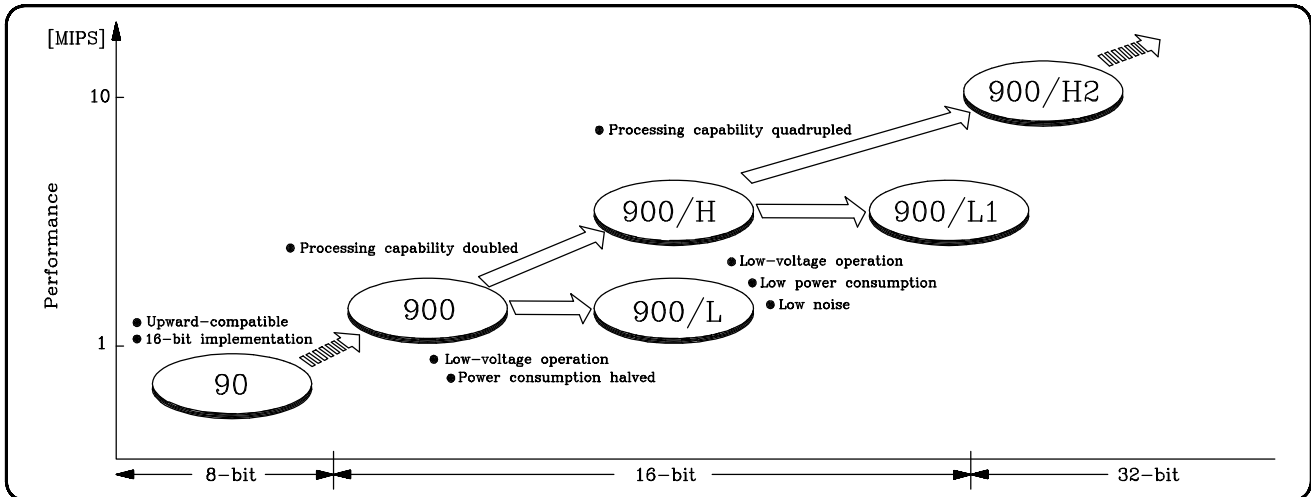 [MIPS]
10
900/H2
● Processing capability quadrupled
Performance
900/H
900/L1
● Processing capability doubled
● Low-voltage operation
● Low power consumption
● Low noise
900
900/L
● Upward-compatible
● 16-bit implementation
1
● Low-voltage operation
● Power consumption halved
90
8-bit
16-bit
32-bit